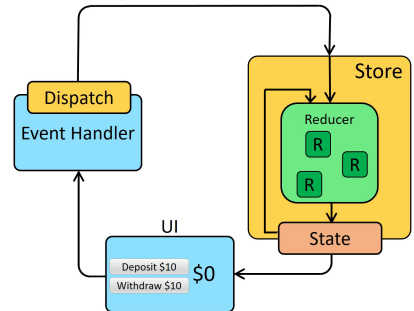 Store
Dispatch
Event Handler
Reducer
R
R
R
State
UI
Deposit $10
$0
Withdraw $10